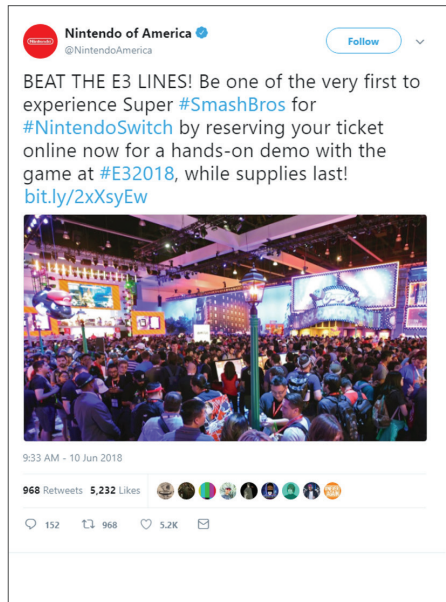 Nintendo of America
@NintendoAmerica
Follow
BEAT THE E3 LINES! Be one of the very first to
experience Super #SmashBros for
#NintendoSwitch by reserving your ticket
online now for a hands-on demo with the
game at #E32018, while supplies last!
bit.ly/2xXsyEw
9:33 AM - 10 Jun 2018
968 Retweets 5,232 Likes
152 968 5.2K